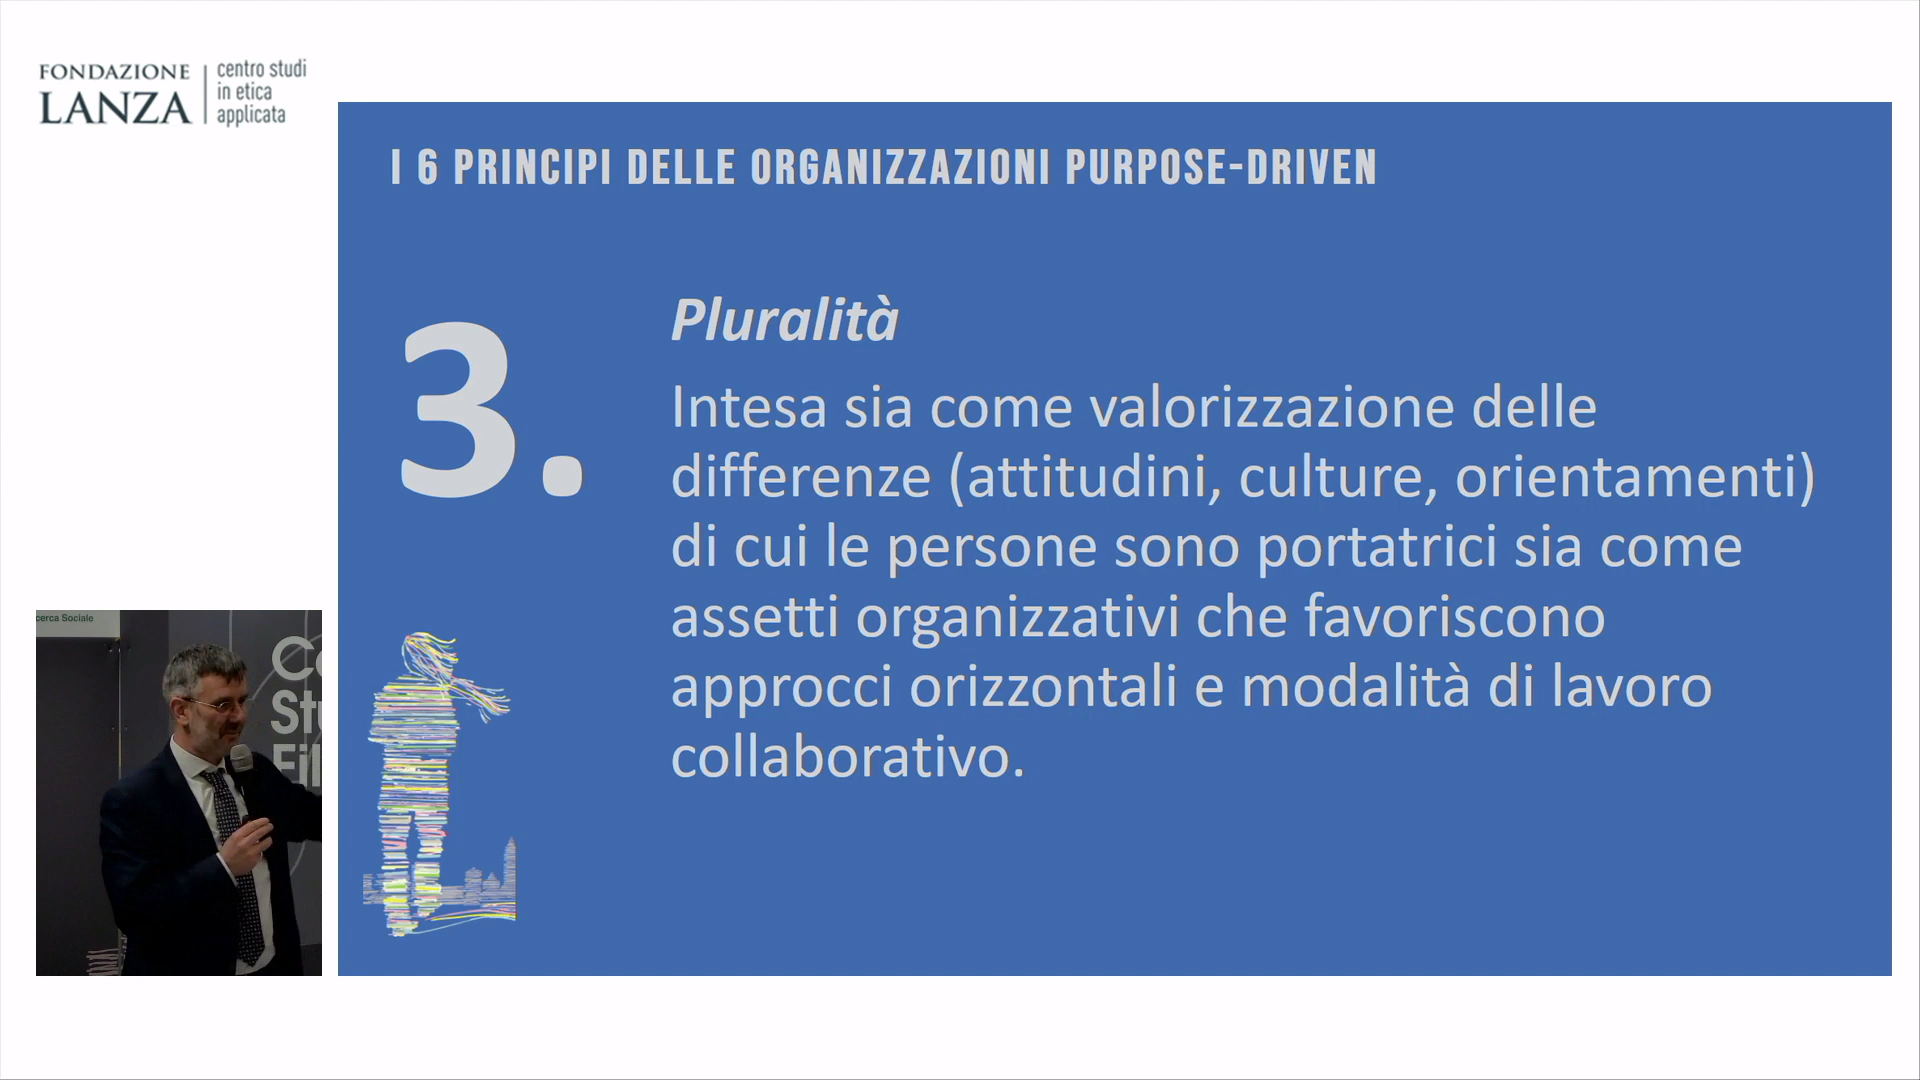 FONDAZIONE
LANZA
centro studi
in etica
applicata
I 6 PRINCIPI DELLE ORGANIZZAZIONI PURPOSE-DRIVEN
3.
Pluralità
Intesa sia come valorizzazione delle
differenze (attitudini, culture, orientamenti)
di cui le persone sono portatrici sia come
assetti organizzativi che favoriscono
approcci orizzontali e modalità di lavoro
collaborativo.
cerca Sociale